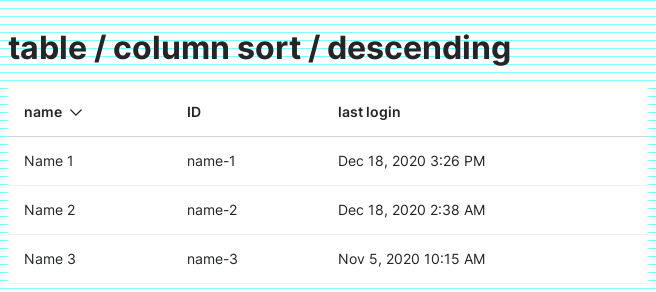 table / column sort / descending
name ID last login
Name 1 name-1 Dec 18, 2020 3:26 PM
Name 2 name-2 Dec 18, 2020 2:38 AM
Name 3 name-3 Nov 5, 2020 10:15 AM